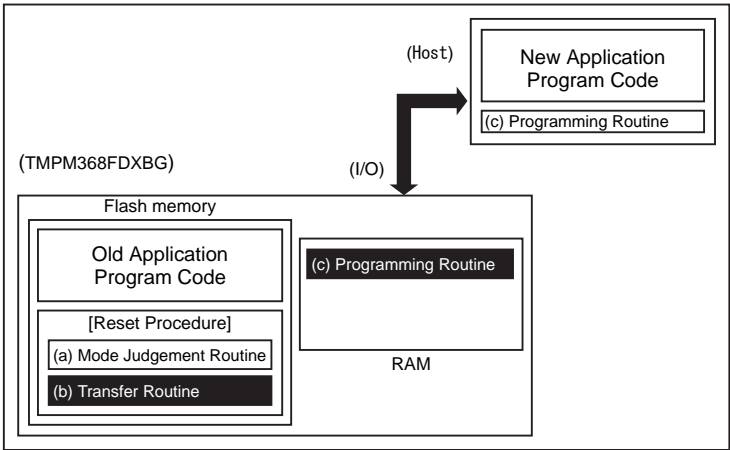 (Host)
New Application
Program Code
(c) Programming Routine
(TMPM368FDXBG)
(I/O)
Flash memory
Old Application
Program Code
[Reset Procedure]
(a) Mode Judgement Routine
(b) Transfer Routine
(c) Programming Routine
RAM